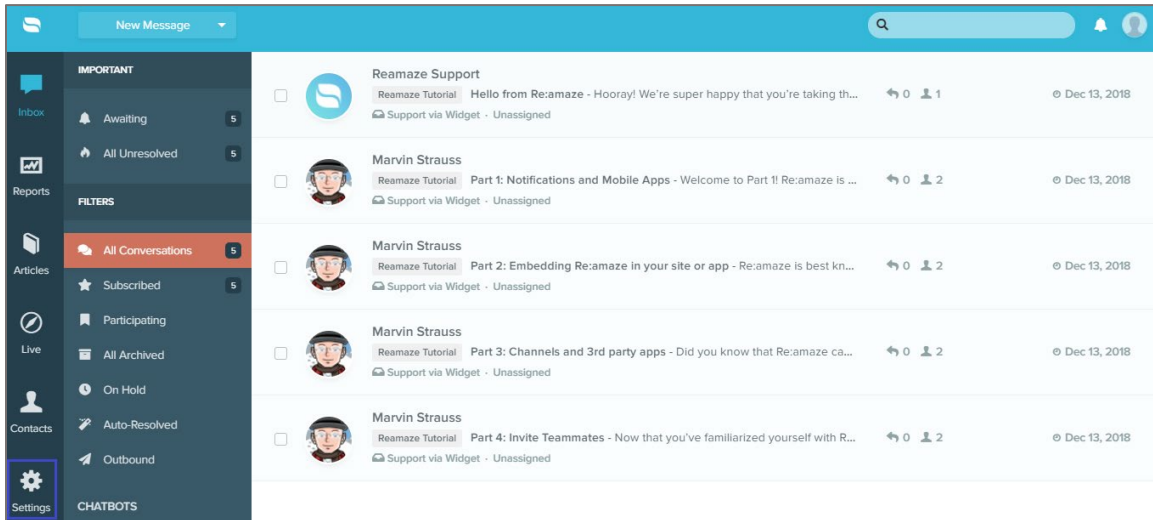 New Message
Inbox
Reports
Articles
Live
Contacts
Settings
IMPORTANT
Awaiting 5
All Unresolved 5
FILTERS
All Conversations 5
Subscribed 5
Participating
All Archived
On Hold
Auto-Resolved
Outbound
CHATBOTS
Reamaze Support
Reamaze Tutorial Hello from Re:amaze - Hooray! We're super happy that you're taking th... 0 1 Dec 13, 2018
Support via Widget · Unassigned
Marvin Strauss
Reamaze Tutorial Part 1: Notifications and Mobile Apps - Welcome to Part 1! Re:amaze is ... 0 2 Dec 13, 2018
Support via Widget · Unassigned
Marvin Strauss
Reamaze Tutorial Part 2: Embedding Re:amaze in your site or app - Re:amaze is best kn... 0 2 Dec 13, 2018
Support via Widget · Unassigned
Marvin Strauss
Reamaze Tutorial Part 3: Channels and 3rd party apps - Did you know that Re:amaze ca... 0 2 Dec 13, 2018
Support via Widget · Unassigned
Marvin Strauss
Reamaze Tutorial Part 4: Invite Teammates - Now that you've familiarized yourself with R... 0 2 Dec 13, 2018
Support via Widget · Unassigned